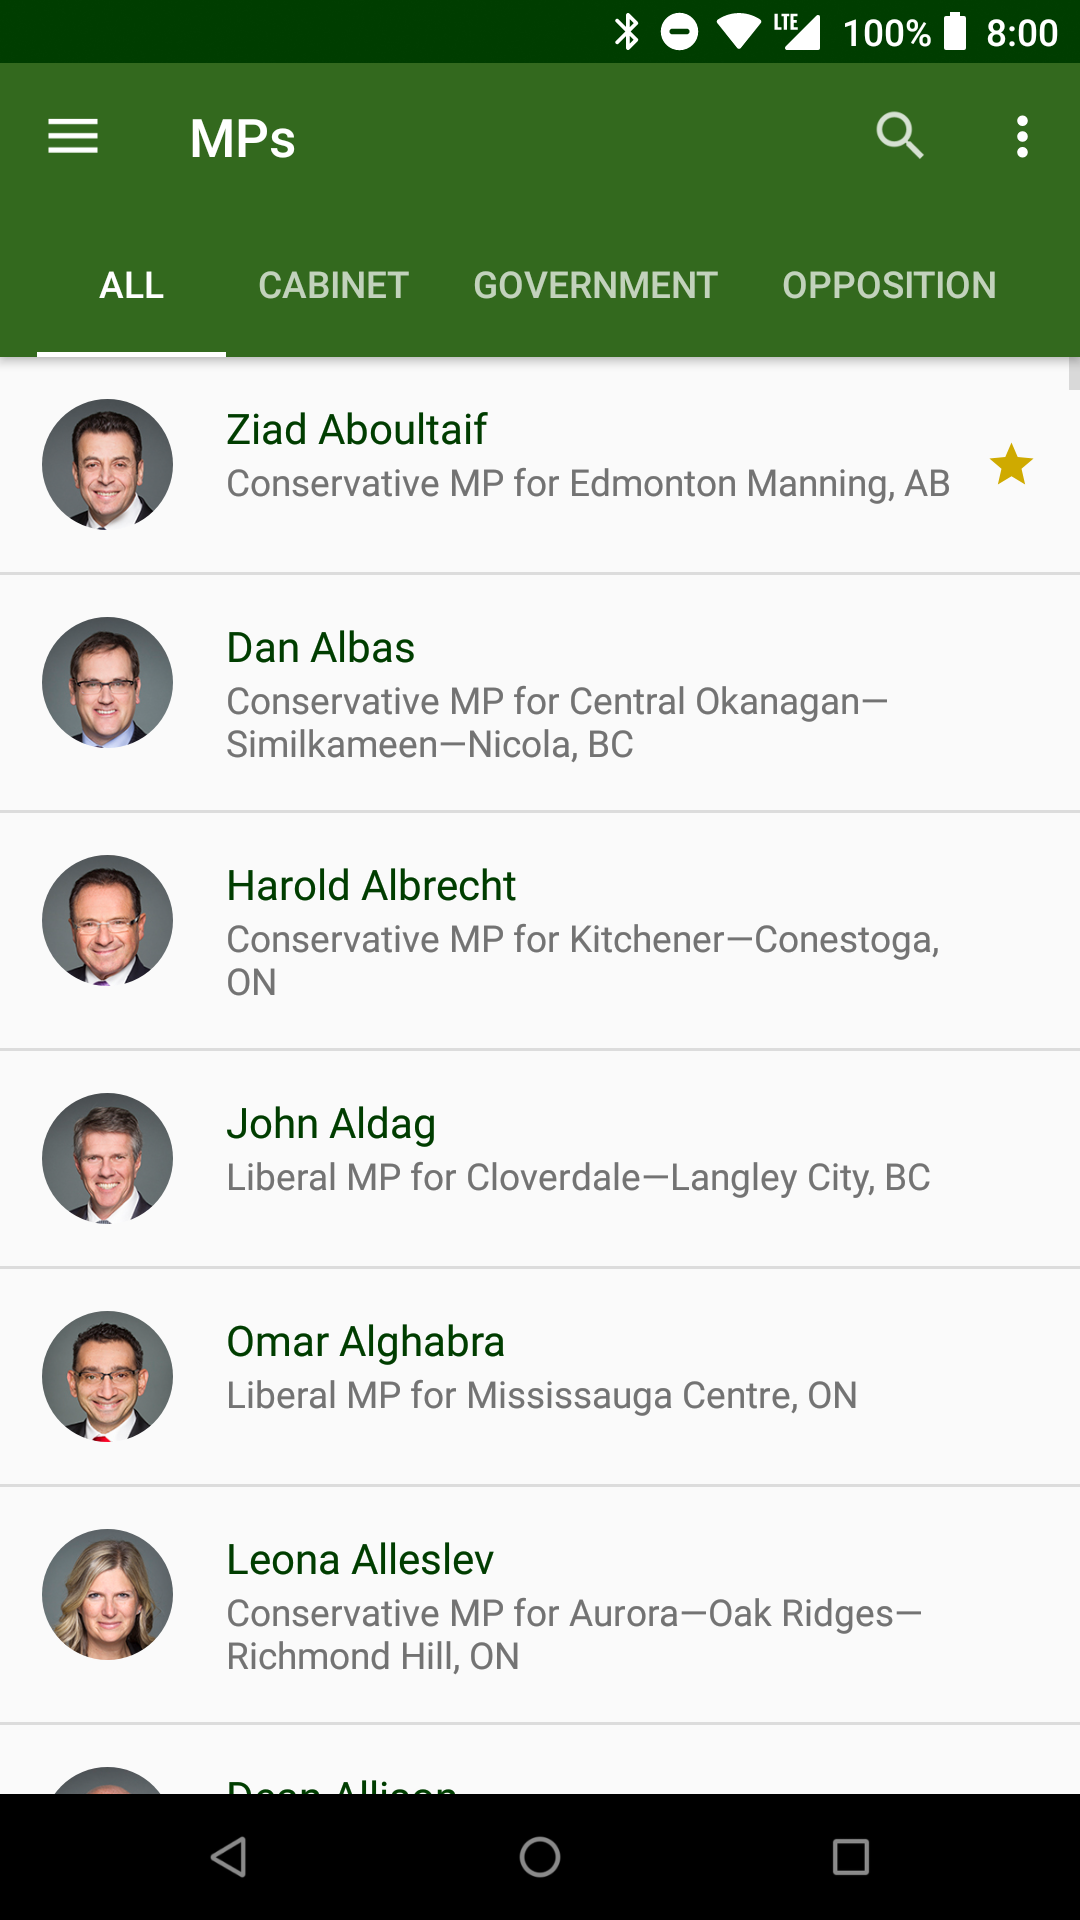 LTE 100% 8:00
MPs
ALL CABINET GOVERNMENT OPPOSITION
Ziad Aboultaif
Conservative MP for Edmonton Manning, AB
Dan Albas
Conservative MP for Central Okanagan—
Similkameen—Nicola, BC
Harold Albrecht
Conservative MP for Kitchener—Conestoga,
ON
John Aldag
Liberal MP for Cloverdale—Langley City, BC
Omar Alghabra
Liberal MP for Mississauga Centre, ON
Leona Alleslev
Conservative MP for Aurora—Oak Ridges—
Richmond Hill, ON
Dean Allison